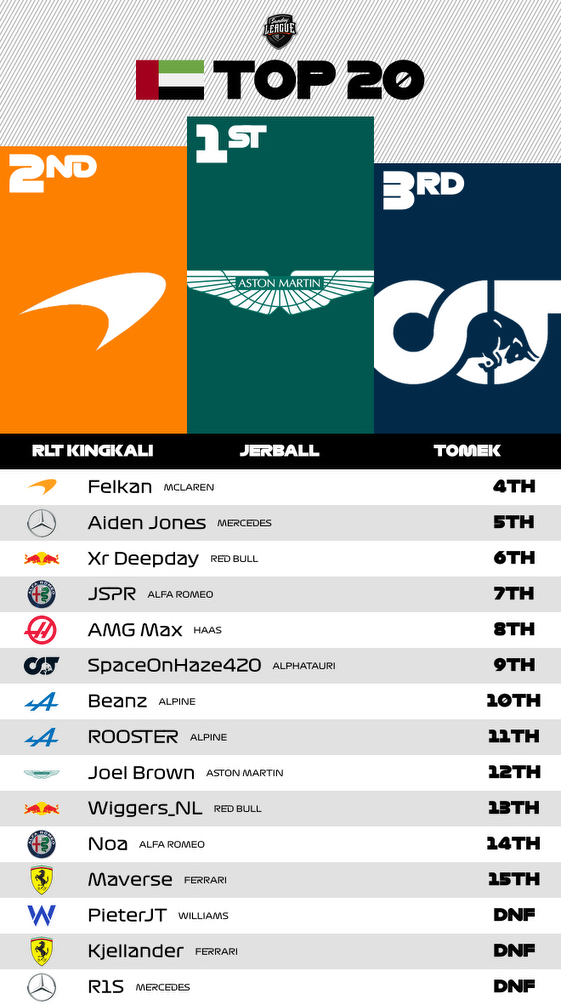 Sunday
LEAGUE
TOP 20
1ST
2ND
3RD
ASTON MARTIN
RLT KINGKALI JERBALL TOMEK
Felkan MCLAREN 4TH
Aiden Jones MERCEDES 5TH
Xr Deepday RED BULL 6TH
JSPR ALFA ROMEO 7TH
AMG Max HAAS 8TH
SpaceOnHaze420 ALPHATAURI 9TH
Beanz ALPINE 10TH
ROOSTER ALPINE 11TH
Joel Brown ASTON MARTIN 12TH
Wiggers_NL RED BULL 13TH
Noa ALFA ROMEO 14TH
Maverse FERRARI 15TH
PieterJT WILLIAMS DNF
Kjellander FERRARI DNF
R1S MERCEDES DNF